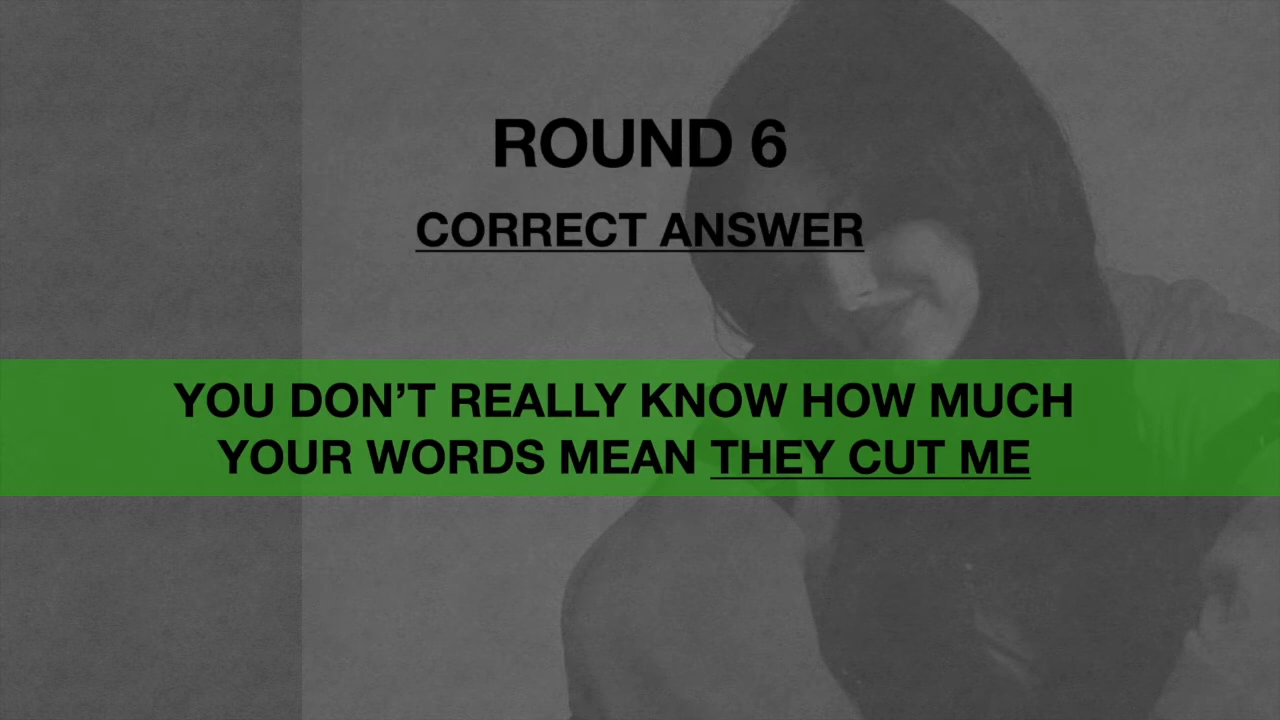 ROUND 6
CORRECT ANSWER
YOU DON’T REALLY KNOW HOW MUCH
YOUR WORDS MEAN THEY CUT ME